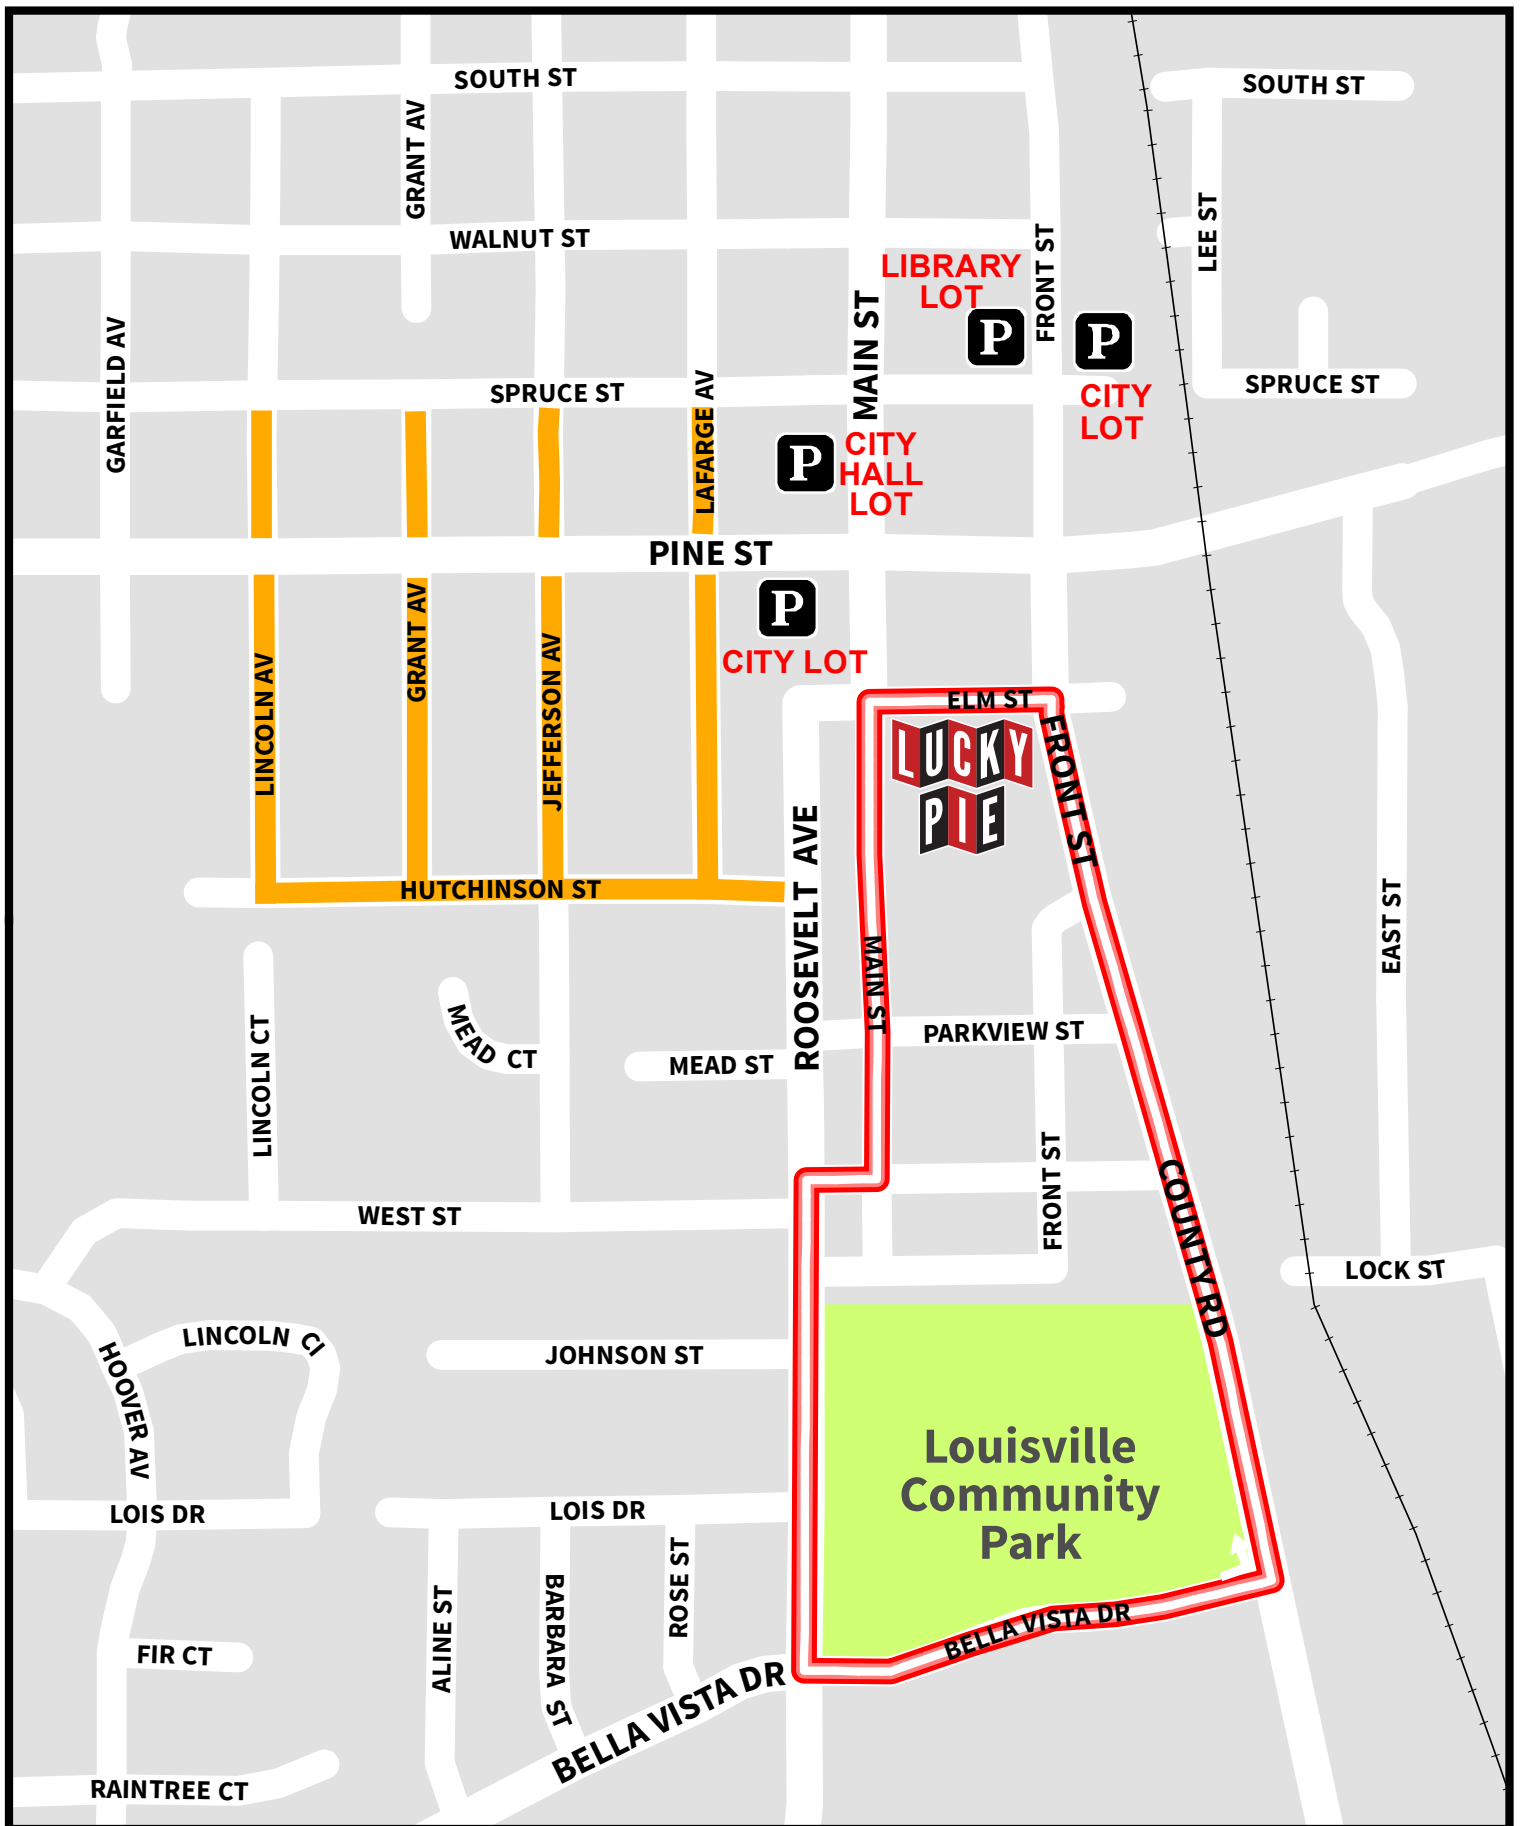 SOUTH ST
SOUTH ST
GRANT AV
WALNUT ST
LEE ST
FRONT ST
LIBRARY
LOT
P
P
MAIN ST
GARFIELD AV
SPRUCE ST
LAFARGE AV
SPRUCE ST
CITY
LOT
P
CITY
HALL
LOT
PINE ST
P
CITY LOT
LINCOLN AV
GRANT AV
JEFFERSON AV
ELM ST
LUCKY
PIE
FRONT ST
HUTCHINSON ST
ROOSEVELT AVE
MAIN ST
EAST ST
LINCOLN CT
MEAD CT
MEAD ST
PARKVIEW ST
FRONT ST
COUNTY RD
WEST ST
LOCK ST
LINCOLN CI
HOOVER AV
JOHNSON ST
Louisville
Community
Park
LOIS DR
LOIS DR
ROSE ST
ALINE ST
BARBARA ST
BELLA VISTA DR
FIR CT
BELLA VISTA DR
RAINTREE CT